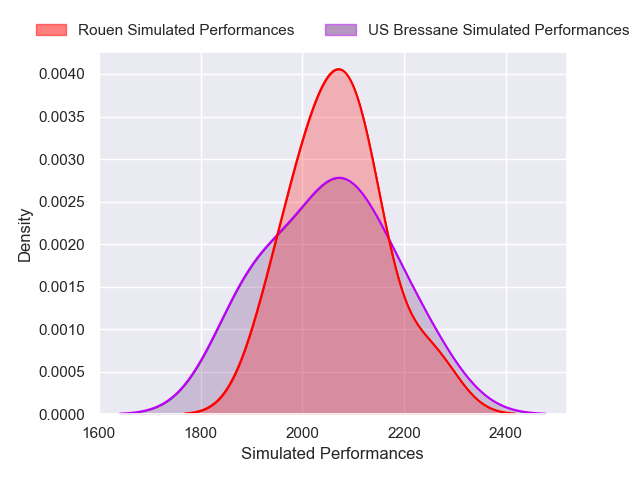 Rouen Simulated Performances US Bressane Simulated Performances
0.0040
0.0035
0.0030
0.0025
0.0020
0.0015
0.0010
0.0005
0.0000
Density
1600 1800 2000 2200 2400
Simulated Performances